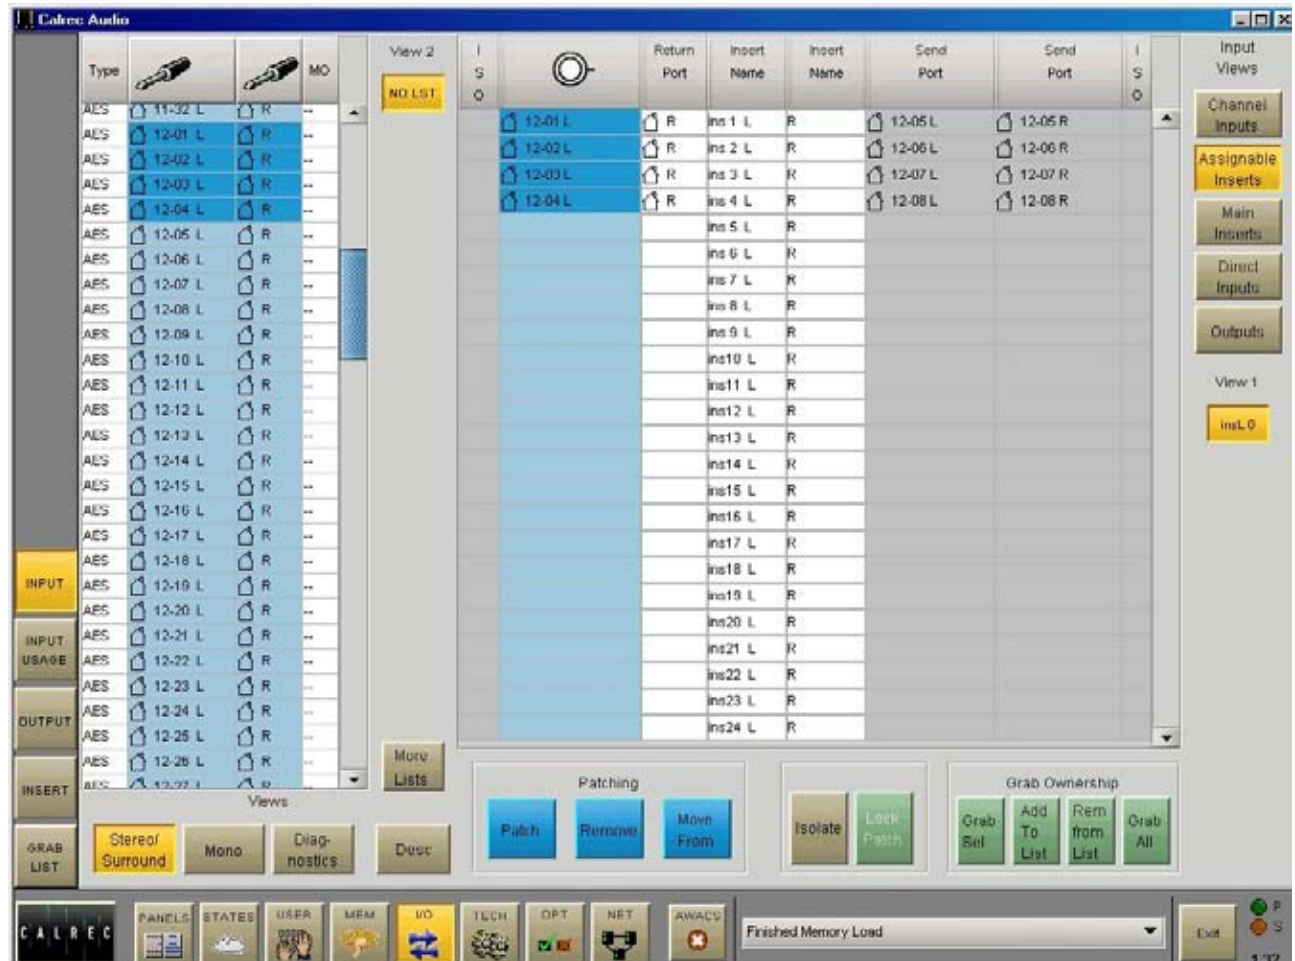 Calrec Audio
Type MO
AES 11-32 L R --
AES 12-01 L R --
AES 12-02 L R --
AES 12-03 L R --
AES 12-04 L R --
AES 12-05 L R --
AES 12-06 L R --
AES 12-07 L R --
AES 12-08 L R --
AES 12-09 L R --
AES 12-10 L R --
AES 12-11 L R --
AES 12-12 L R --
AES 12-13 L R --
AES 12-14 L R --
AES 12-15 L R --
AES 12-16 L R --
AES 12-17 L R --
AES 12-18 L R --
AES 12-19 L R --
AES 12-20 L R --
AES 12-21 L R --
AES 12-22 L R --
AES 12-23 L R --
AES 12-24 L R --
AES 12-25 L R --
AES 12-26 L R --
AES 12-27 L R --
View 2
NO LST
More
Lists
I S O Return Port Insert Name Insert Name Send Port Send Port I S O
12-01 L R ins 1 L R 12-05 L 12-05 R
12-02 L R ins 2 L R 12-06 L 12-06 R
12-03 L R ins 3 L R 12-07 L 12-07 R
12-04 L R ins 4 L R 12-08 L 12-08 R
ins 5 L R
ins 6 L R
ins 7 L R
ins 8 L R
ins 9 L R
ins10 L R
ins11 L R
ins12 L R
ins13 L R
ins14 L R
ins15 L R
ins16 L R
ins17 L R
ins18 L R
ins19 L R
ins20 L R
ins21 L R
ins22 L R
ins23 L R
ins24 L R
Input
Views
Channel
Inputs
Assignable
Inserts
Main
Inserts
Direct
Inputs
Outputs
View 1
insL 0
INPUT
INPUT
USAGE
OUTPUT
INSERT
GRAB
LIST
Views
Stereo/
Surround
Mono
Diag-
nostics
Desc
Patching
Patch
Remove
Move
From
Isolate
Lock
Patch
Grab Ownership
Grab
Sel
Add
To
List
Rem
from
List
Grab
All
CALREC
PANELS
STATES
USER
MEM
I/O
TECH
OPT
NET
AWACS
Finished Memory Load
Exit
P
S
1:32